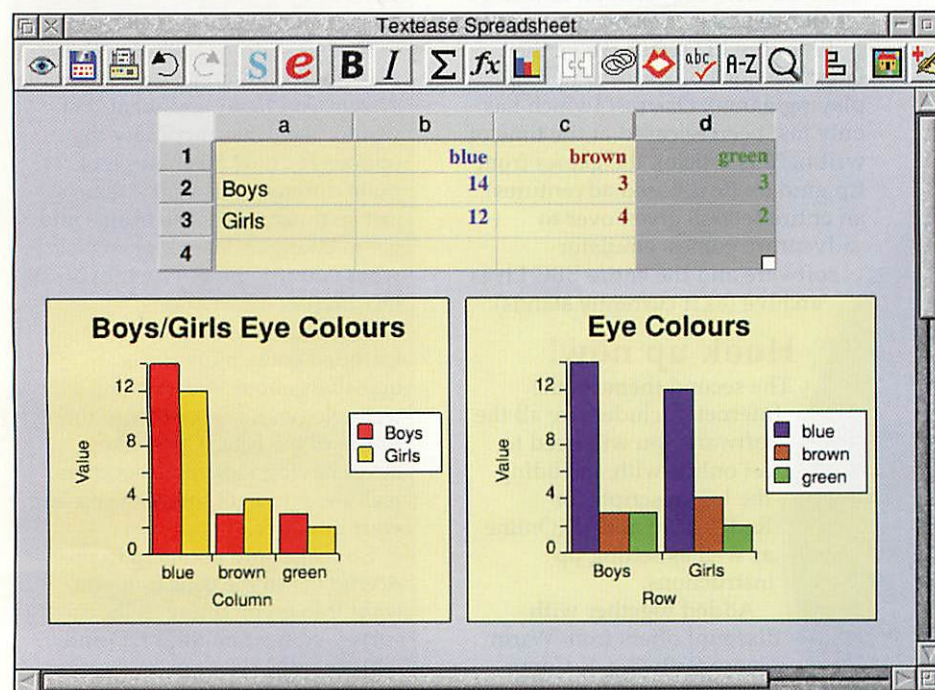 Textease Spreadsheet
S e B I Σ fx abc A-Z
a b c d
1 blue brown green
2 Boys 14 3 3
3 Girls 12 4 2
4
Boys/Girls Eye Colours
12
8
4
0
Value
blue brown green
Column
Boys
Girls
Eye Colours
12
8
4
0
Value
Boys Girls
Row
blue
brown
green